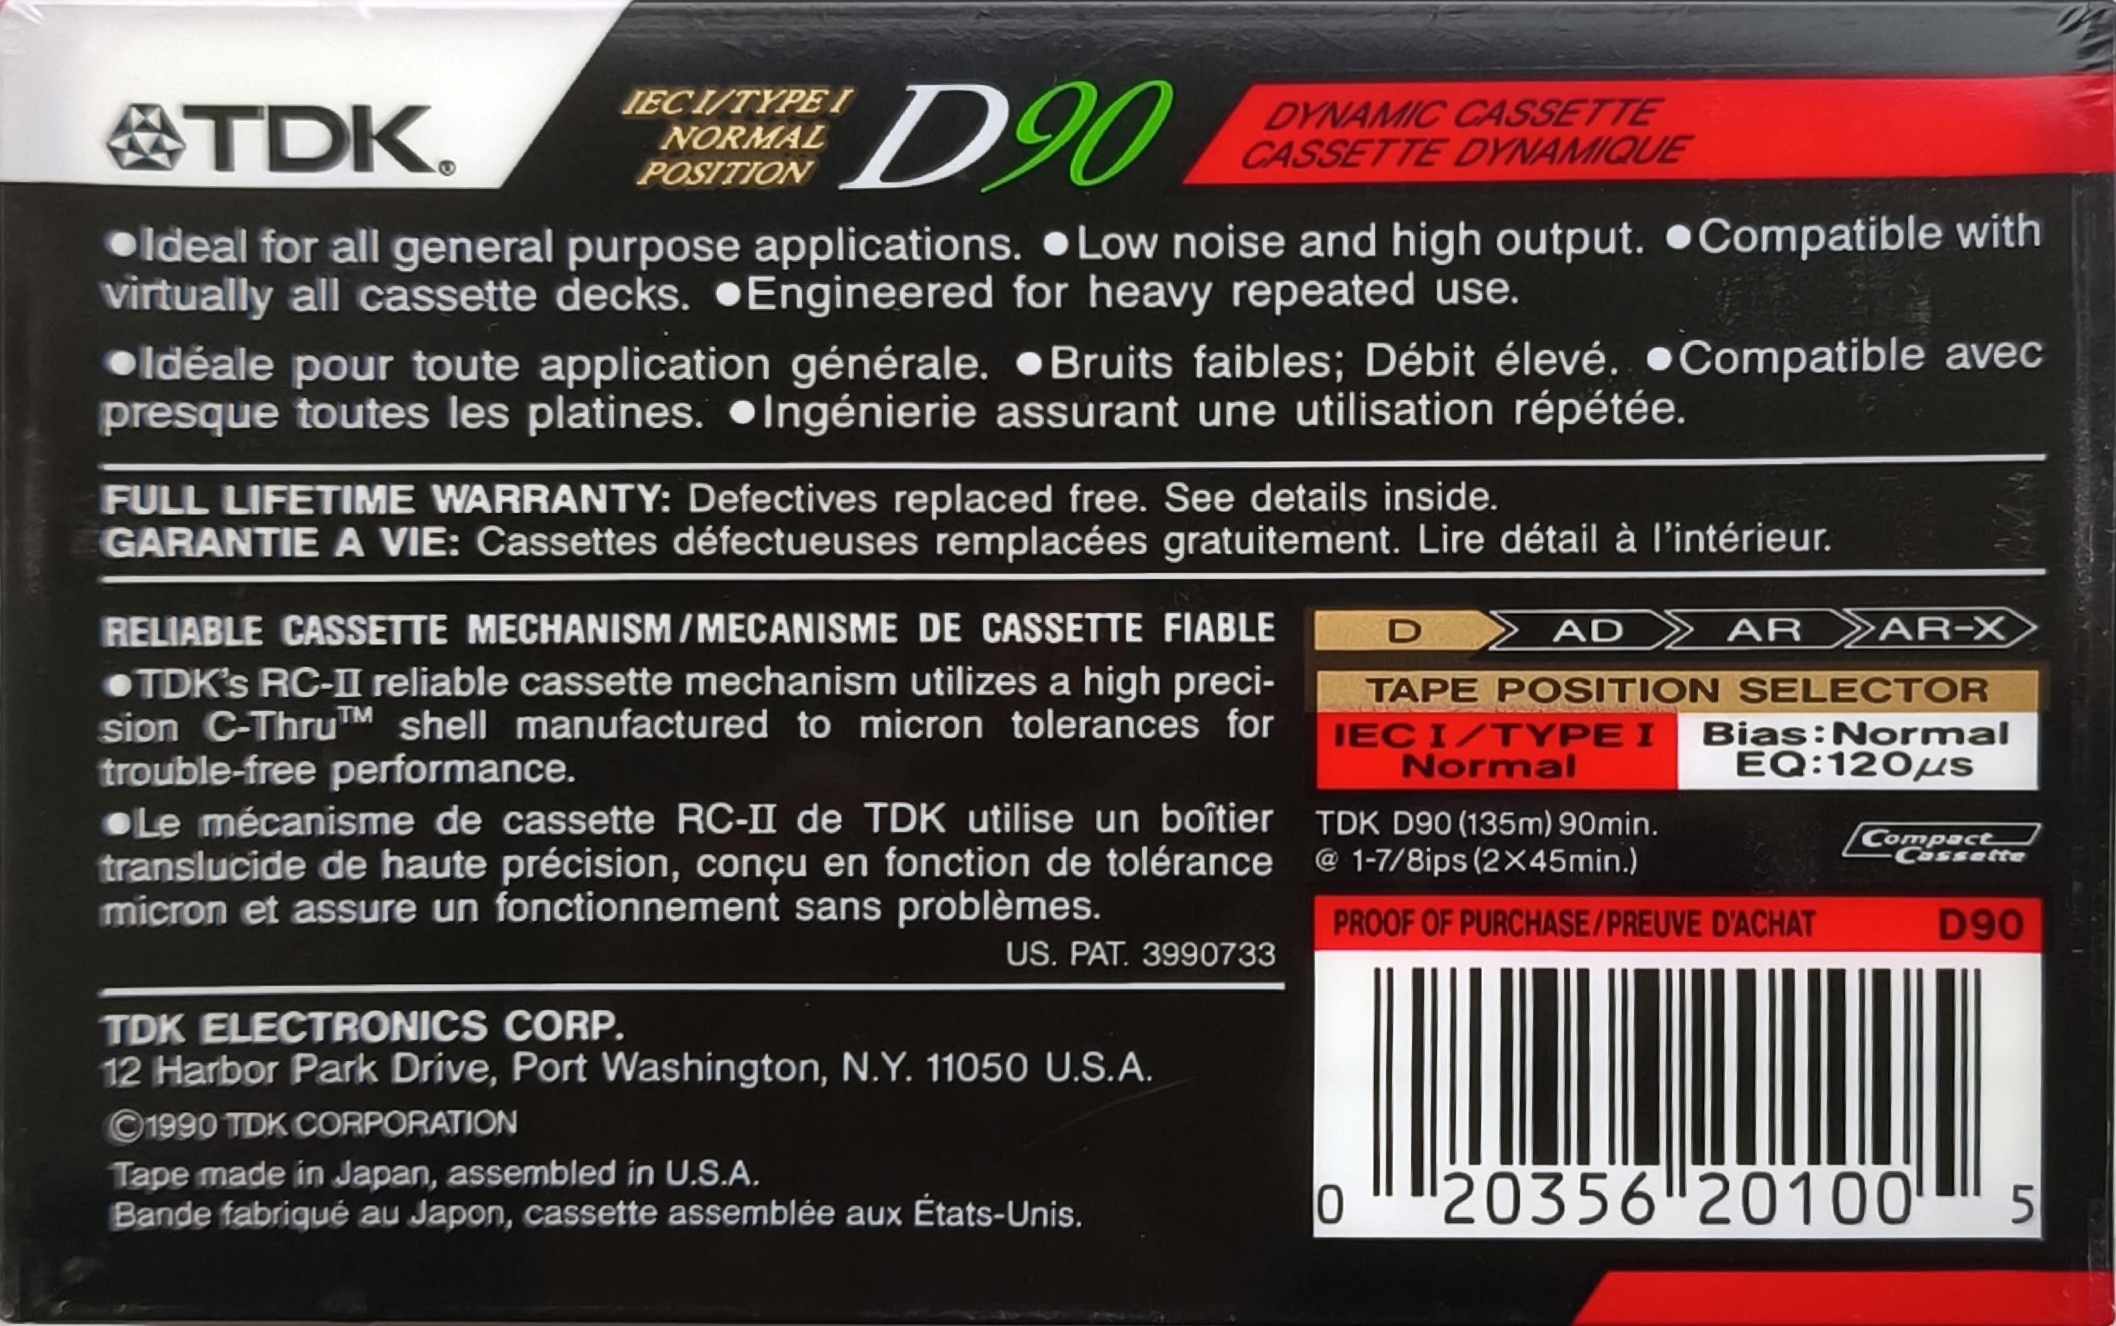 TDK®
IEC I/TYPE I
NORMAL
POSITION
D90
DYNAMIC CASSETTE
CASSETTE DYNAMIQUE
●Ideal for all general purpose applications. ●Low noise and high output. ●Compatible with
virtually all cassette decks. ●Engineered for heavy repeated use.
●Idéale pour toute application générale. ●Bruits faibles; Débit élevé. ●Compatible avec
presque toutes les platines. ●Ingénierie assurant une utilisation répétée.
FULL LIFETIME WARRANTY: Defectives replaced free. See details inside.
GARANTIE A VIE: Cassettes défectueuses remplacées gratuitement. Lire détail à l'intérieur.
RELIABLE CASSETTE MECHANISM/MECANISME DE CASSETTE FIABLE
●TDK's RC-II reliable cassette mechanism utilizes a high preci-
sion C-Thru™ shell manufactured to micron tolerances for
trouble-free performance.
●Le mécanisme de cassette RC-II de TDK utilise un boîtier
translucide de haute précision, conçu en fonction de tolérance
micron et assure un fonctionnement sans problèmes.
US. PAT. 3990733
TDK ELECTRONICS CORP.
12 Harbor Park Drive, Port Washington, N.Y. 11050 U.S.A.
©1990 TDK CORPORATION
Tape made in Japan, assembled in U.S.A.
Bande fabriqué au Japon, cassette assemblée aux États-Unis.
D AD AR AR-X
TAPE POSITION SELECTOR
IEC I/TYPE I
Normal
Bias:Normal
EQ:120μs
TDK D90 (135m) 90min.
@ 1-7/8ips (2×45min.)
Compact
Cassette
PROOF OF PURCHASE/PREUVE D'ACHAT D90
0 20356 20100 5